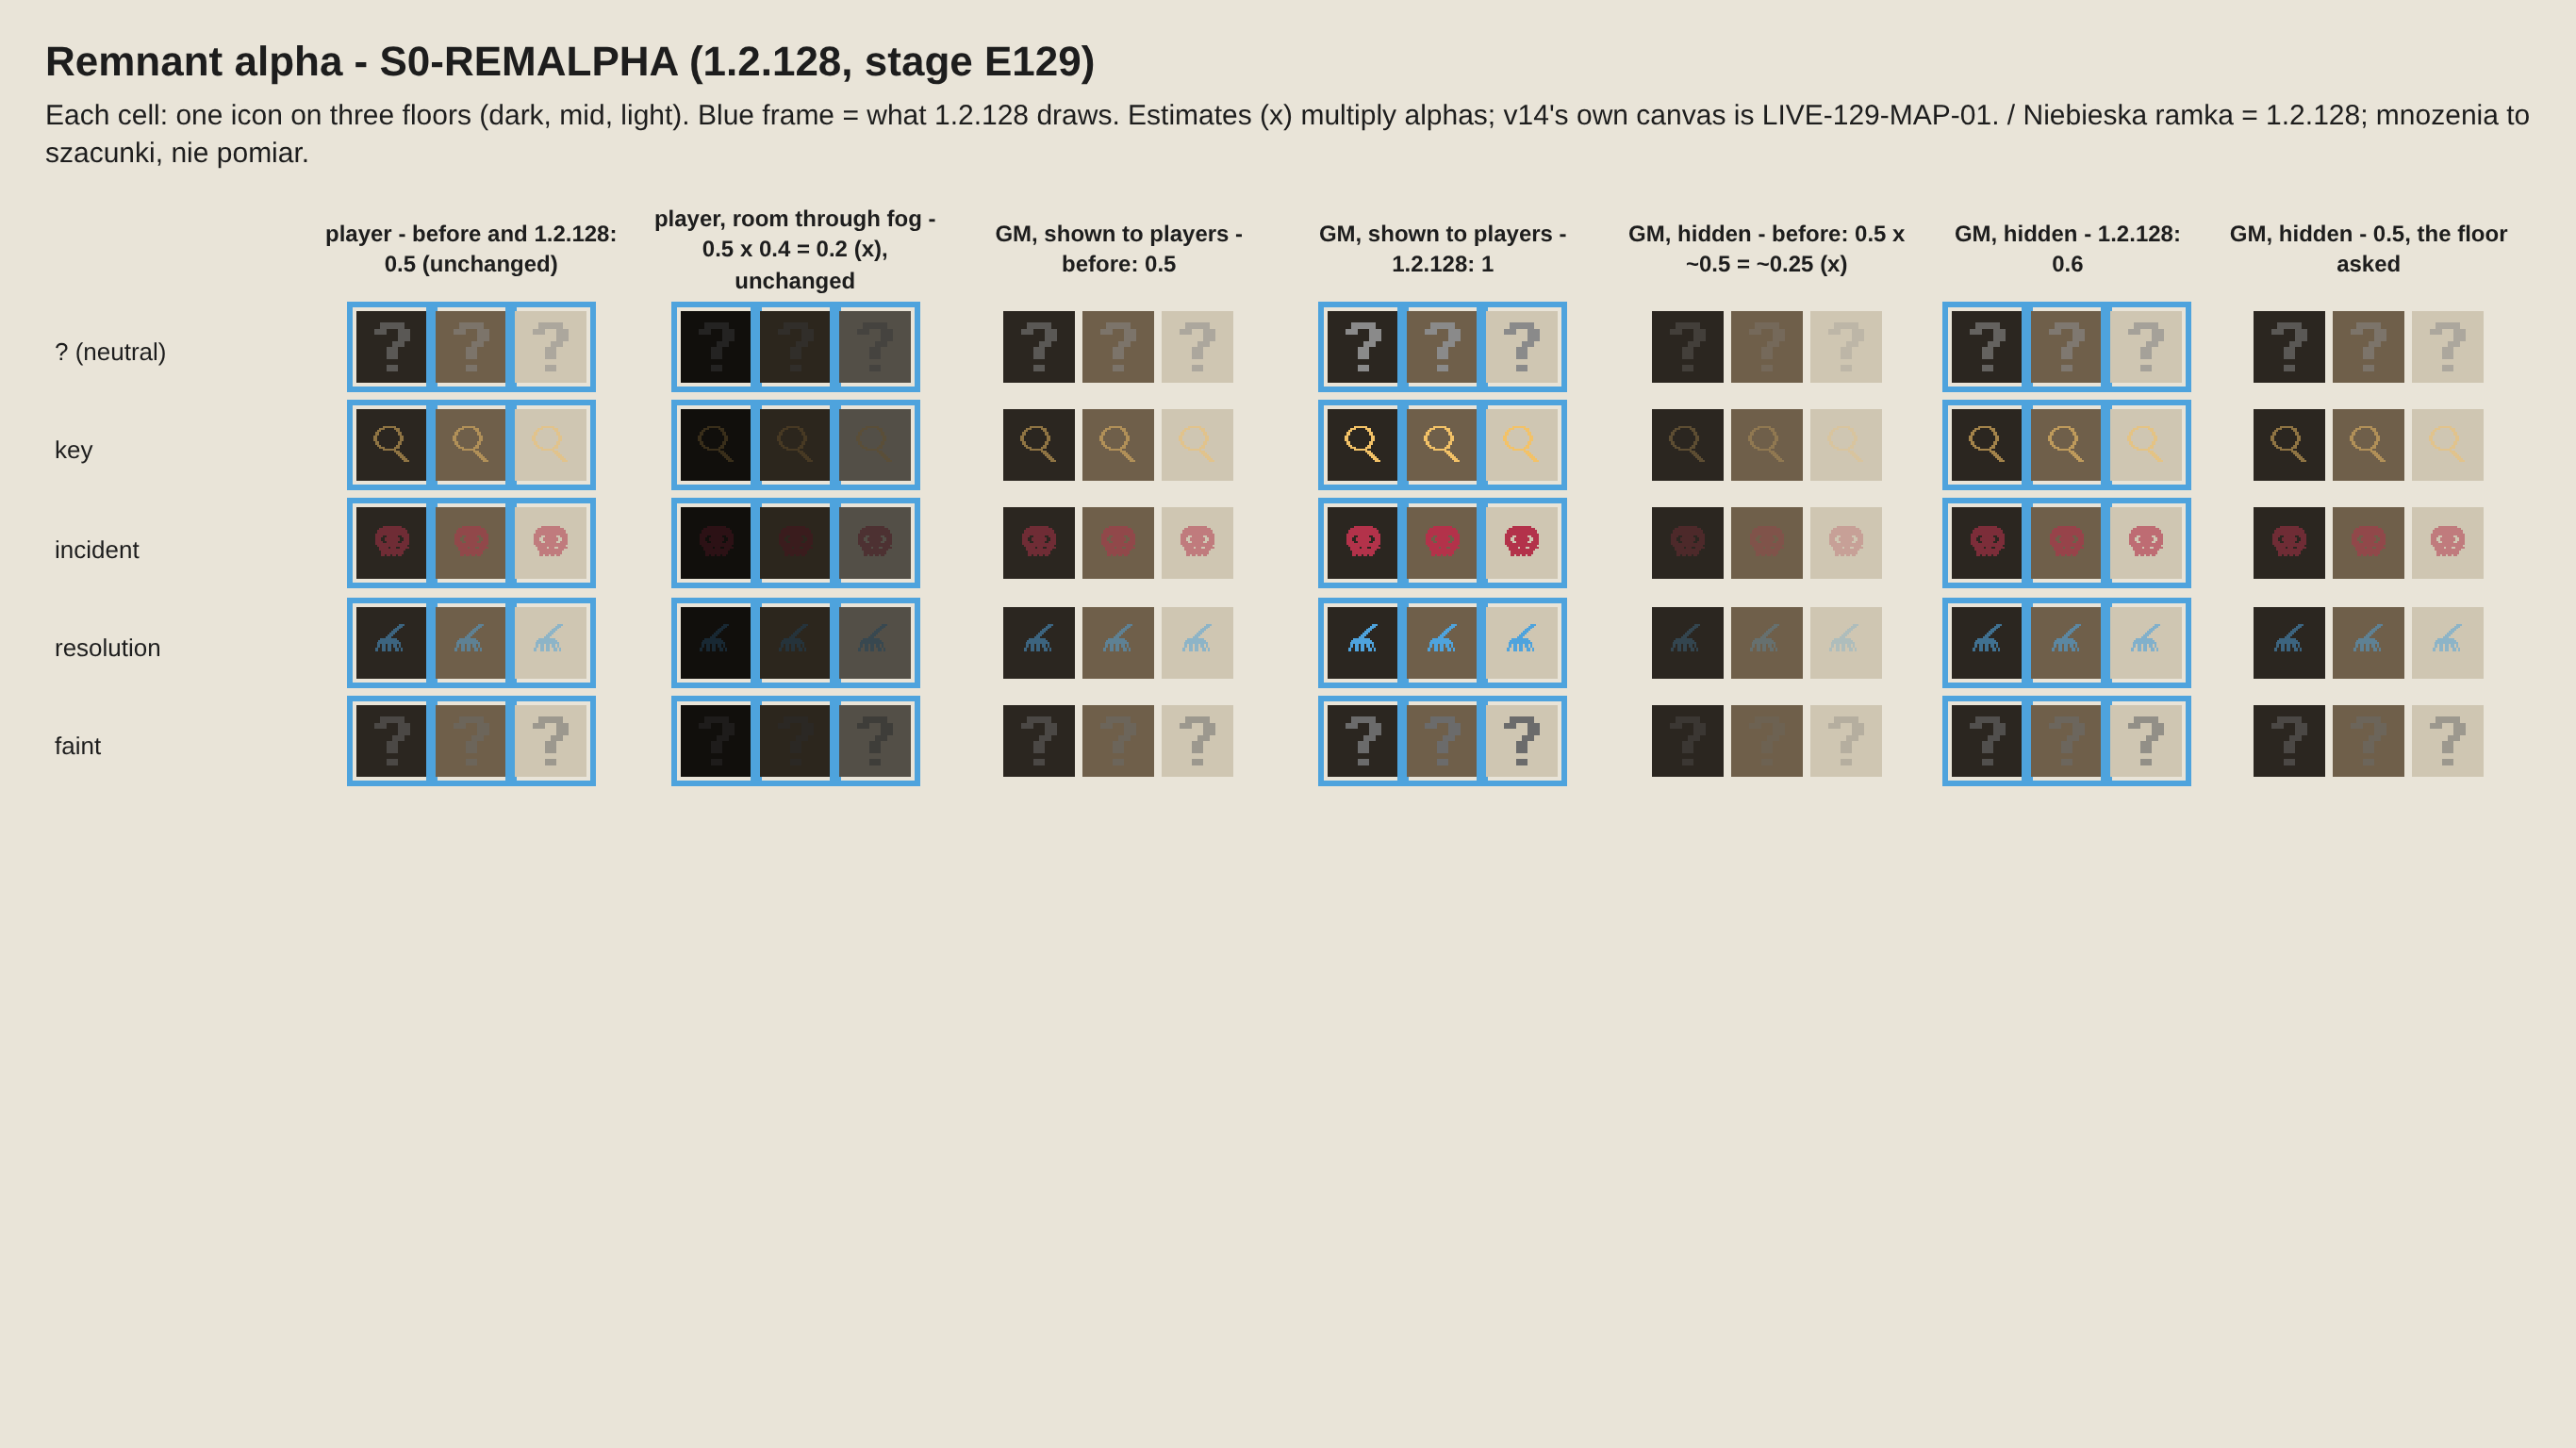 Remnant alpha - S0-REMALPHA (1.2.128, stage E129)
Each cell: one icon on three floors (dark, mid, light). Blue frame = what 1.2.128 draws. Estimates (x) multiply alphas; v14's own canvas is LIVE-129-MAP-01. / Niebieska ramka = 1.2.128; mnozenia to
szacunki, nie pomiar.
player - before and 1.2.128:
0.5 (unchanged)
player, room through fog -
0.5 x 0.4 = 0.2 (x),
unchanged
GM, shown to players -
before: 0.5
GM, shown to players -
1.2.128: 1
GM, hidden - before: 0.5 x
~0.5 = ~0.25 (x)
GM, hidden - 1.2.128:
0.6
GM, hidden - 0.5, the floor
asked
? (neutral)
key
incident
resolution
faint